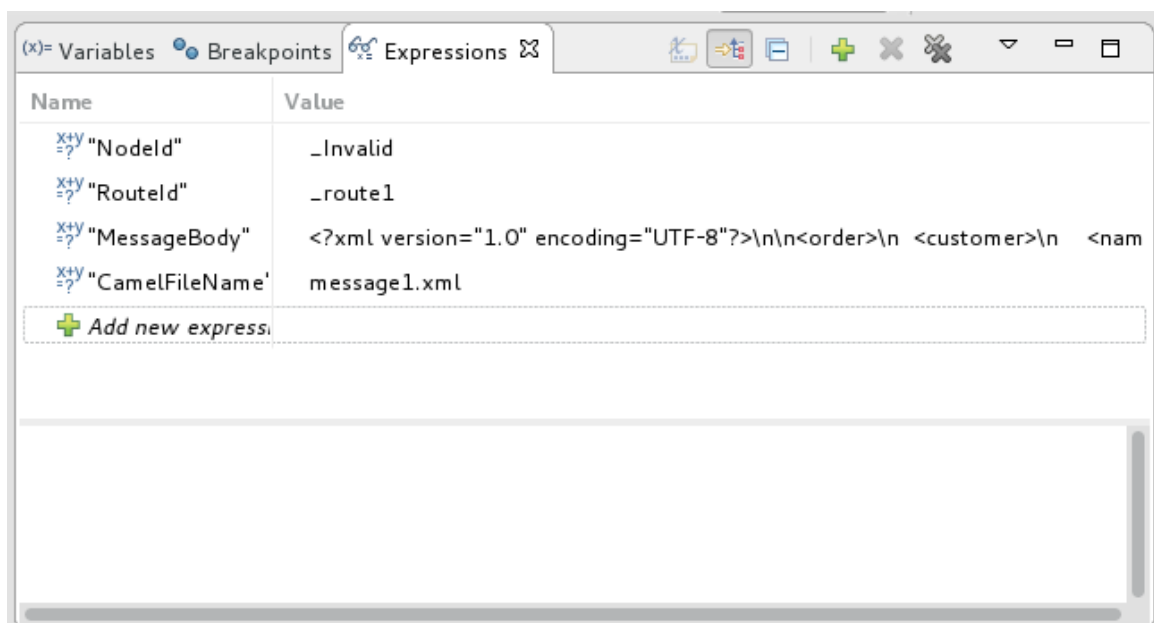 (x)= Variables Breakpoints Expressions
Name Value
x+y=? "NodeId" _Invalid
x+y=? "RouteId" _route1
x+y=? "MessageBody" <?xml version="1.0" encoding="UTF-8"?>\n\n<order>\n <customer>\n <nam
x+y=? "CamelFileName' message1.xml
Add new expressi